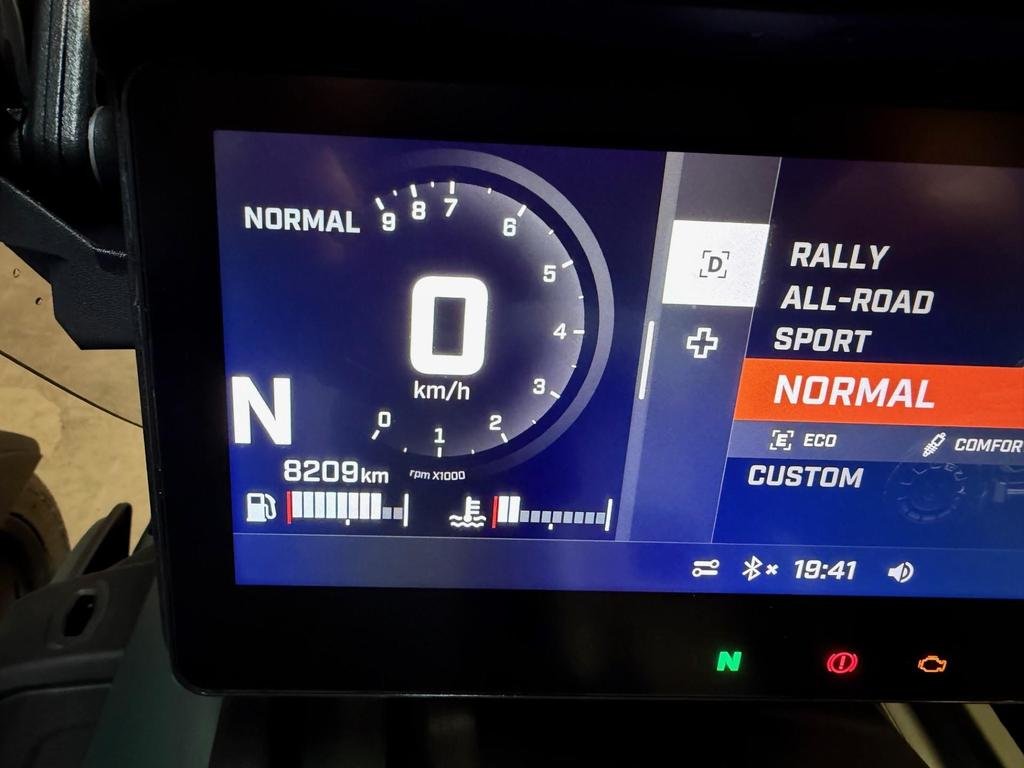 NORMAL
9 8 7 6 5 4 3 2 1 0
0
km/h
N
8209km
rpm X1000
D
RALLY
ALL-ROAD
SPORT
NORMAL
E ECO
COMFOR
CUSTOM
19:41
N